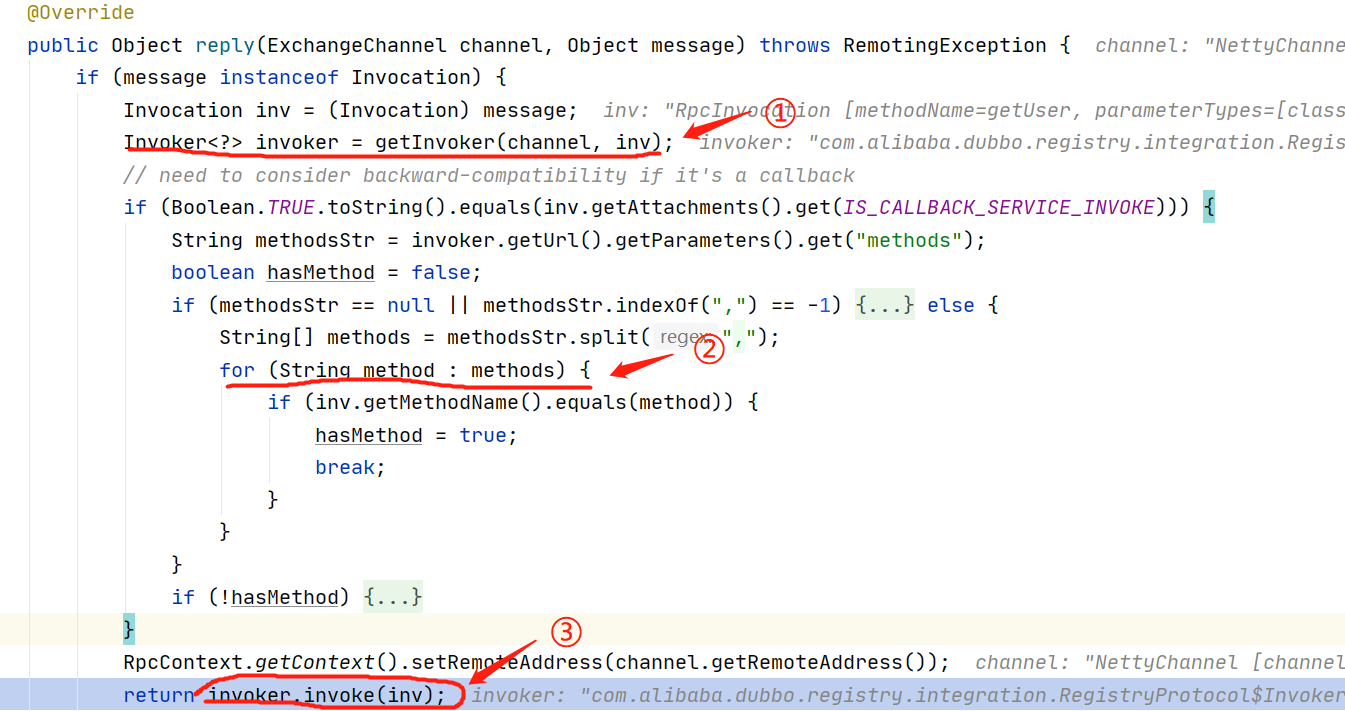 @Override
public Object reply(ExchangeChannel channel, Object message) throws RemotingException {  channel: "NettyChanne
if (message instanceof Invocation) {
Invocation inv = (Invocation) message;  inv: "RpcInvocation [methodName=getUser, parameterTypes=[class
①
Invoker<?> invoker = getInvoker(channel, inv);  invoker: "com.alibaba.dubbo.registry.integration.Regis
// need to consider backward-compatibility if it's a callback
if (Boolean.TRUE.toString().equals(inv.getAttachments().get(IS_CALLBACK_SERVICE_INVOKE))) {
String methodsStr = invoker.getUrl().getParameters().get("methods");
boolean hasMethod = false;
if (methodsStr == null || methodsStr.indexOf(",") == -1) {...} else {
String[] methods = methodsStr.split( regex: ",");
②
for (String method : methods) {
if (inv.getMethodName().equals(method)) {
hasMethod = true;
break;
}
}
}
if (!hasMethod) {...}
}
③
RpcContext.getContext().setRemoteAddress(channel.getRemoteAddress());  channel: "NettyChannel [channel
return invoker.invoke(inv);  invoker: "com.alibaba.dubbo.registry.integration.RegistryProtocol$Invoker